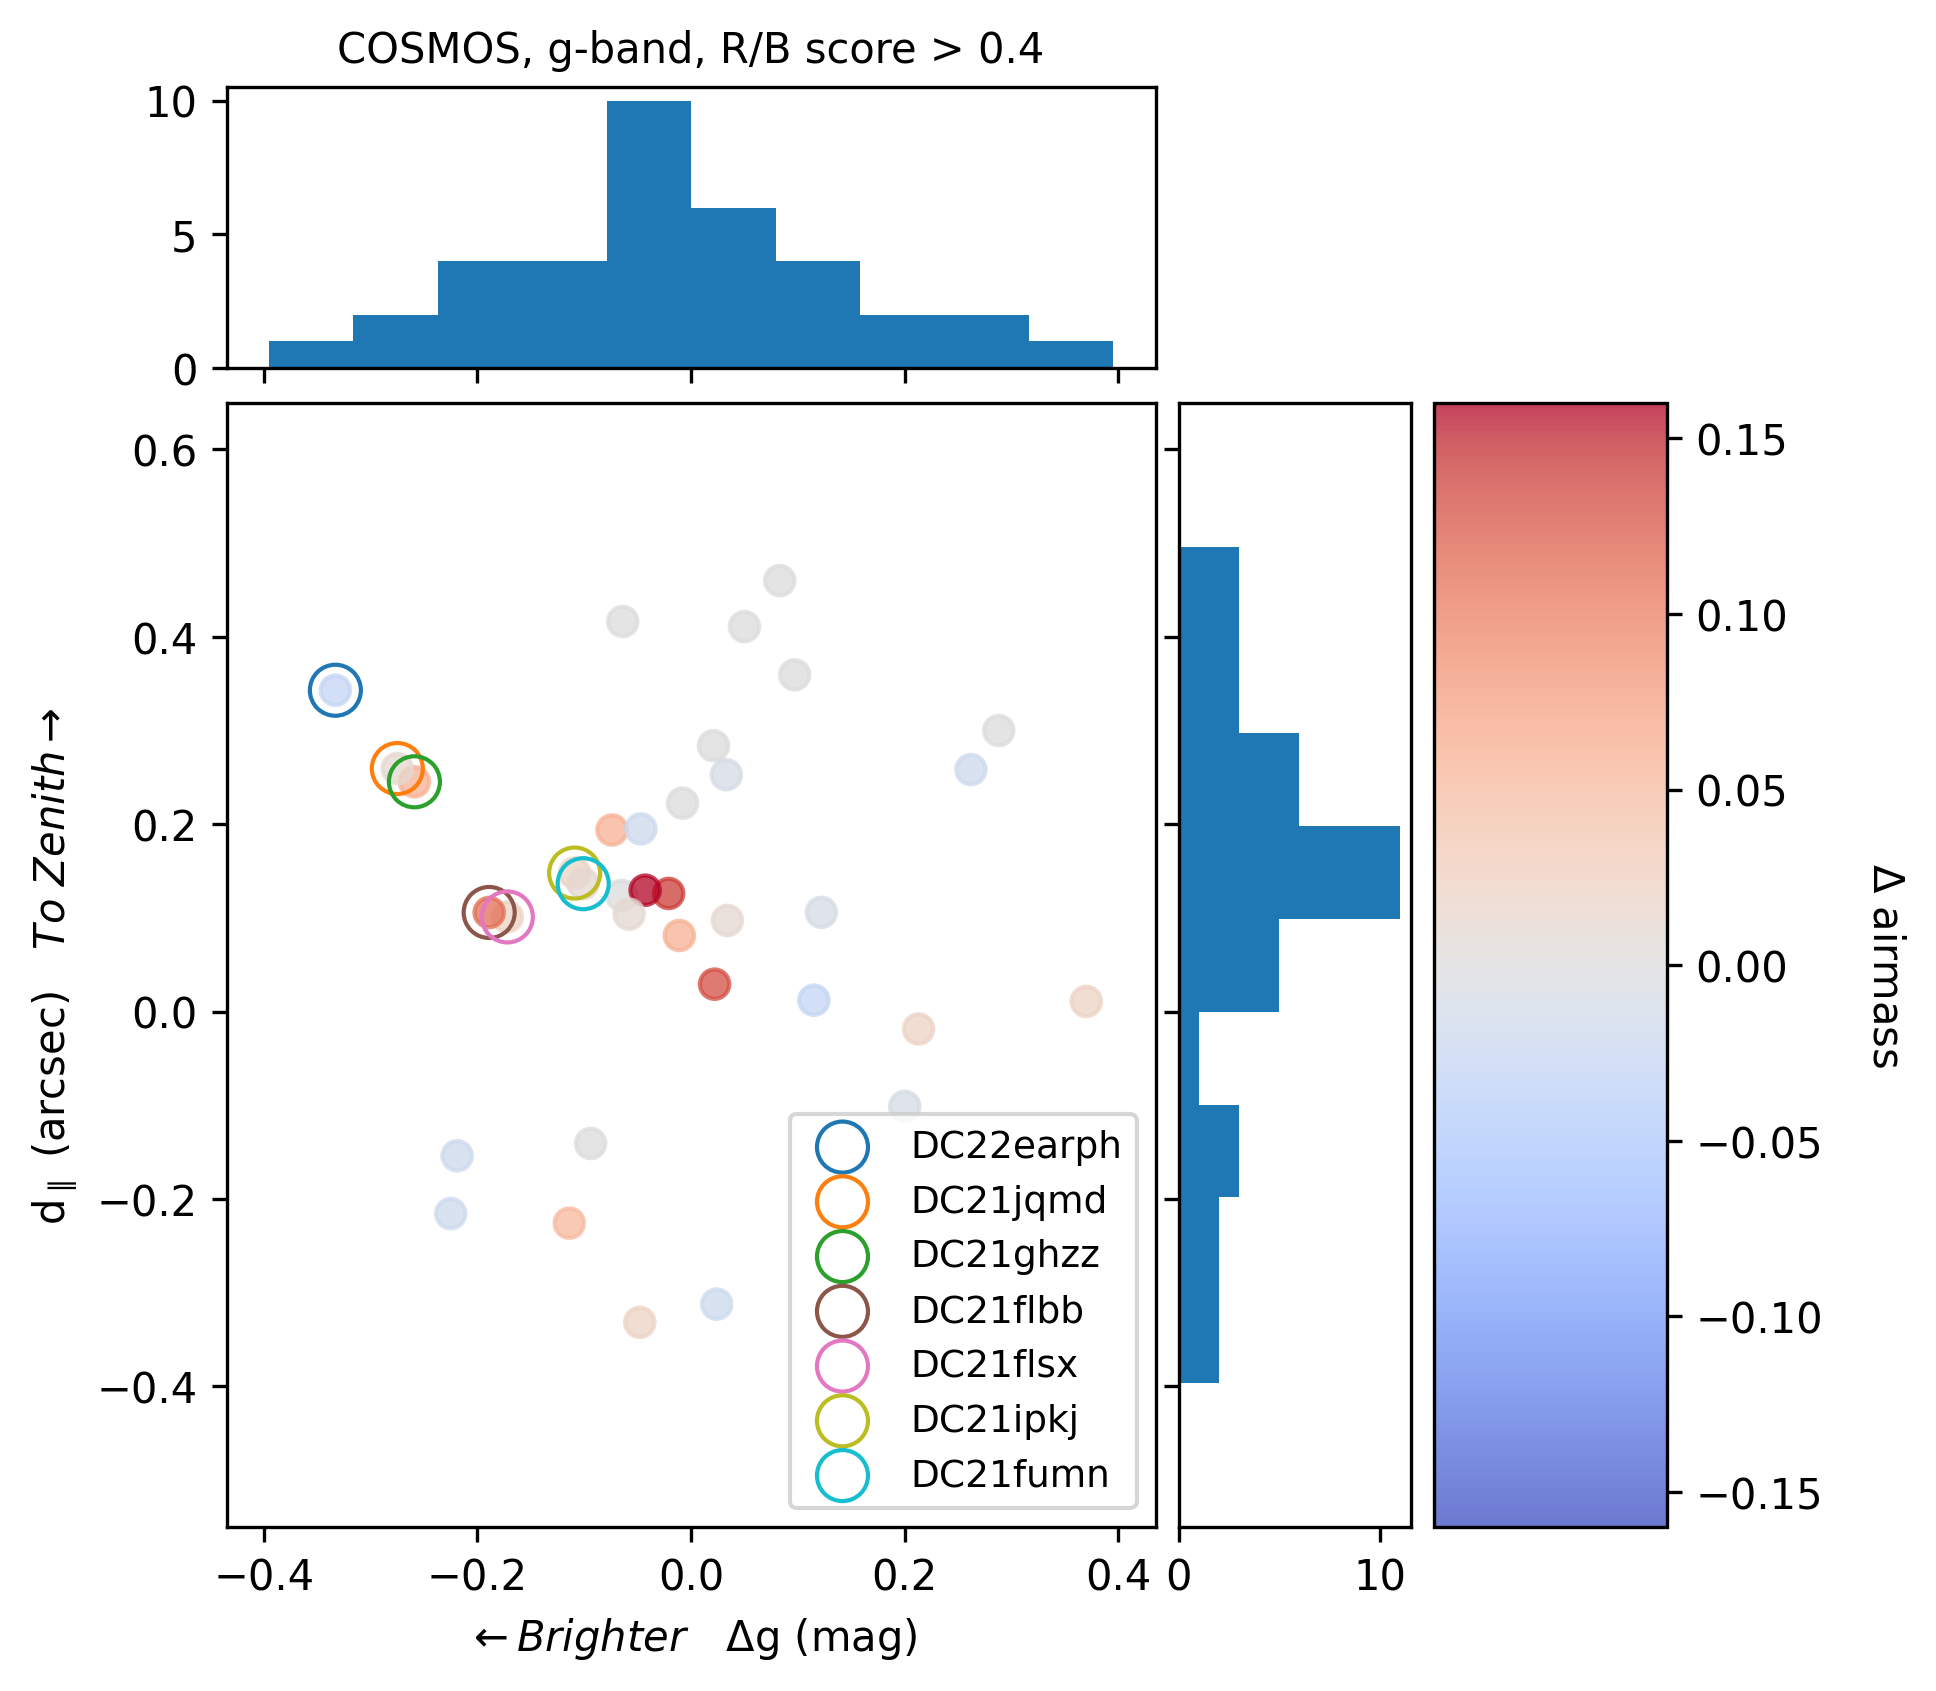 COSMOS, g-band, R/B score > 0.4
10
5
0
0.6
0.4
0.2
0.0
−0.2
−0.4
d∥ (arcsec) To Zenith→
DC22earph
DC21jqmd
DC21ghzz
DC21flbb
DC21flsx
DC21ipkj
DC21fumn
−0.4 −0.2 0.0 0.2 0.4
←Brighter Δg (mag)
0 10
0.15
0.10
0.05
0.00
−0.05
−0.10
−0.15
Δ airmass